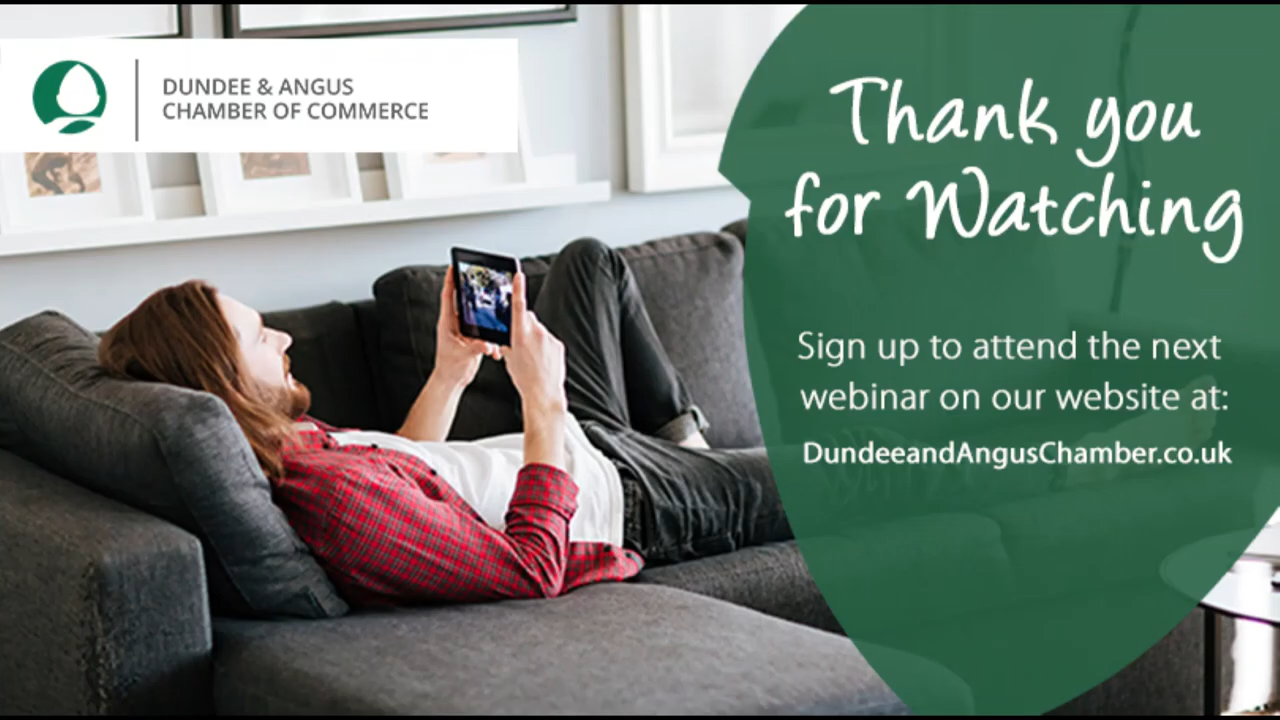 DUNDEE & ANGUS
CHAMBER OF COMMERCE
Thank you
for Watching
Sign up to attend the next
webinar on our website at:
DundeeandAngusChamber.co.uk